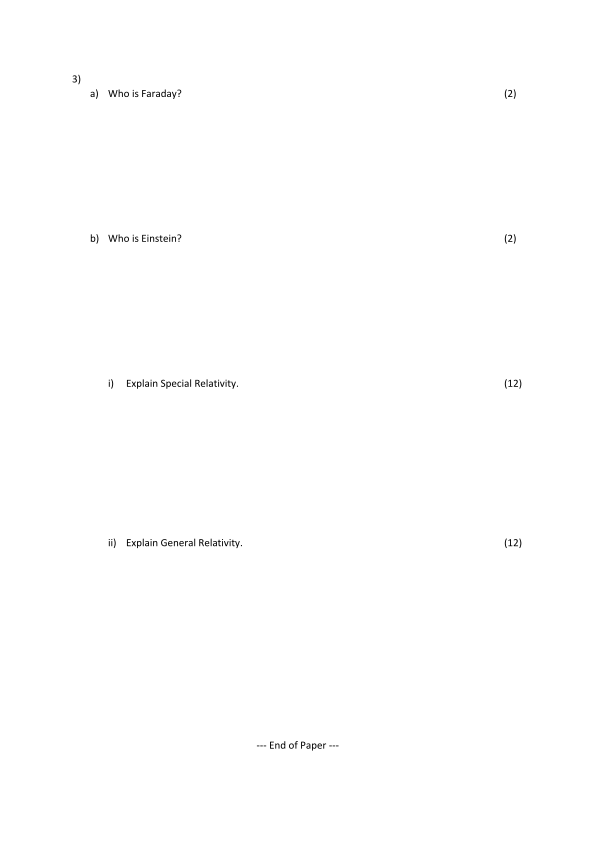 3)
a) Who is Faraday? (2)
b) Who is Einstein? (2)
i) Explain Special Relativity. (12)
ii) Explain General Relativity. (12)
--- End of Paper ---